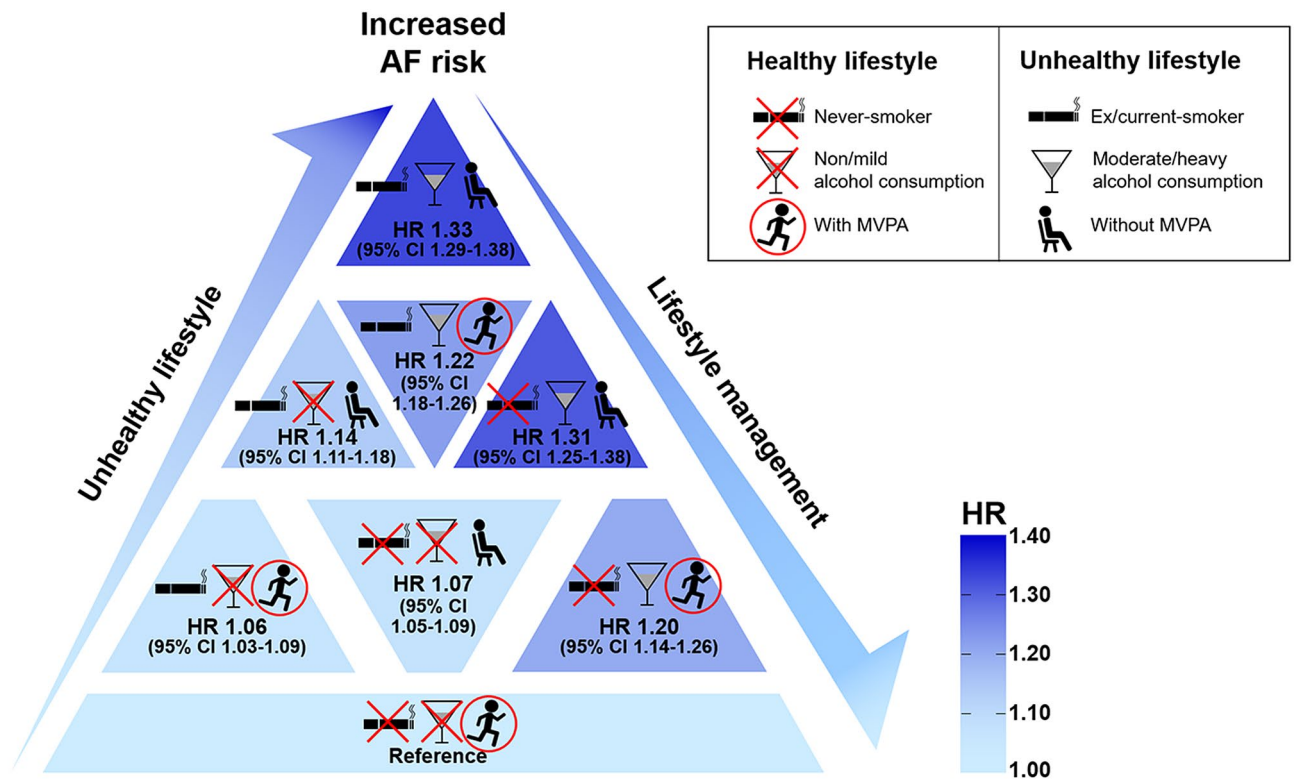 Increased
AF risk
Healthy lifestyle
Never-smoker
Non/mild
alcohol consumption
With MVPA
Unhealthy lifestyle
Ex/current-smoker
Moderate/heavy
alcohol consumption
Without MVPA
Unhealthy lifestyle
Lifestyle management
HR 1.33
(95% CI 1.29-1.38)
HR 1.22
(95% CI
1.18-1.26)
HR 1.14
(95% CI 1.11-1.18)
HR 1.31
(95% CI 1.25-1.38)
HR 1.06
(95% CI 1.03-1.09)
HR 1.07
(95% CI
1.05-1.09)
HR 1.20
(95% CI 1.14-1.26)
Reference
HR
1.40
1.30
1.20
1.10
1.00